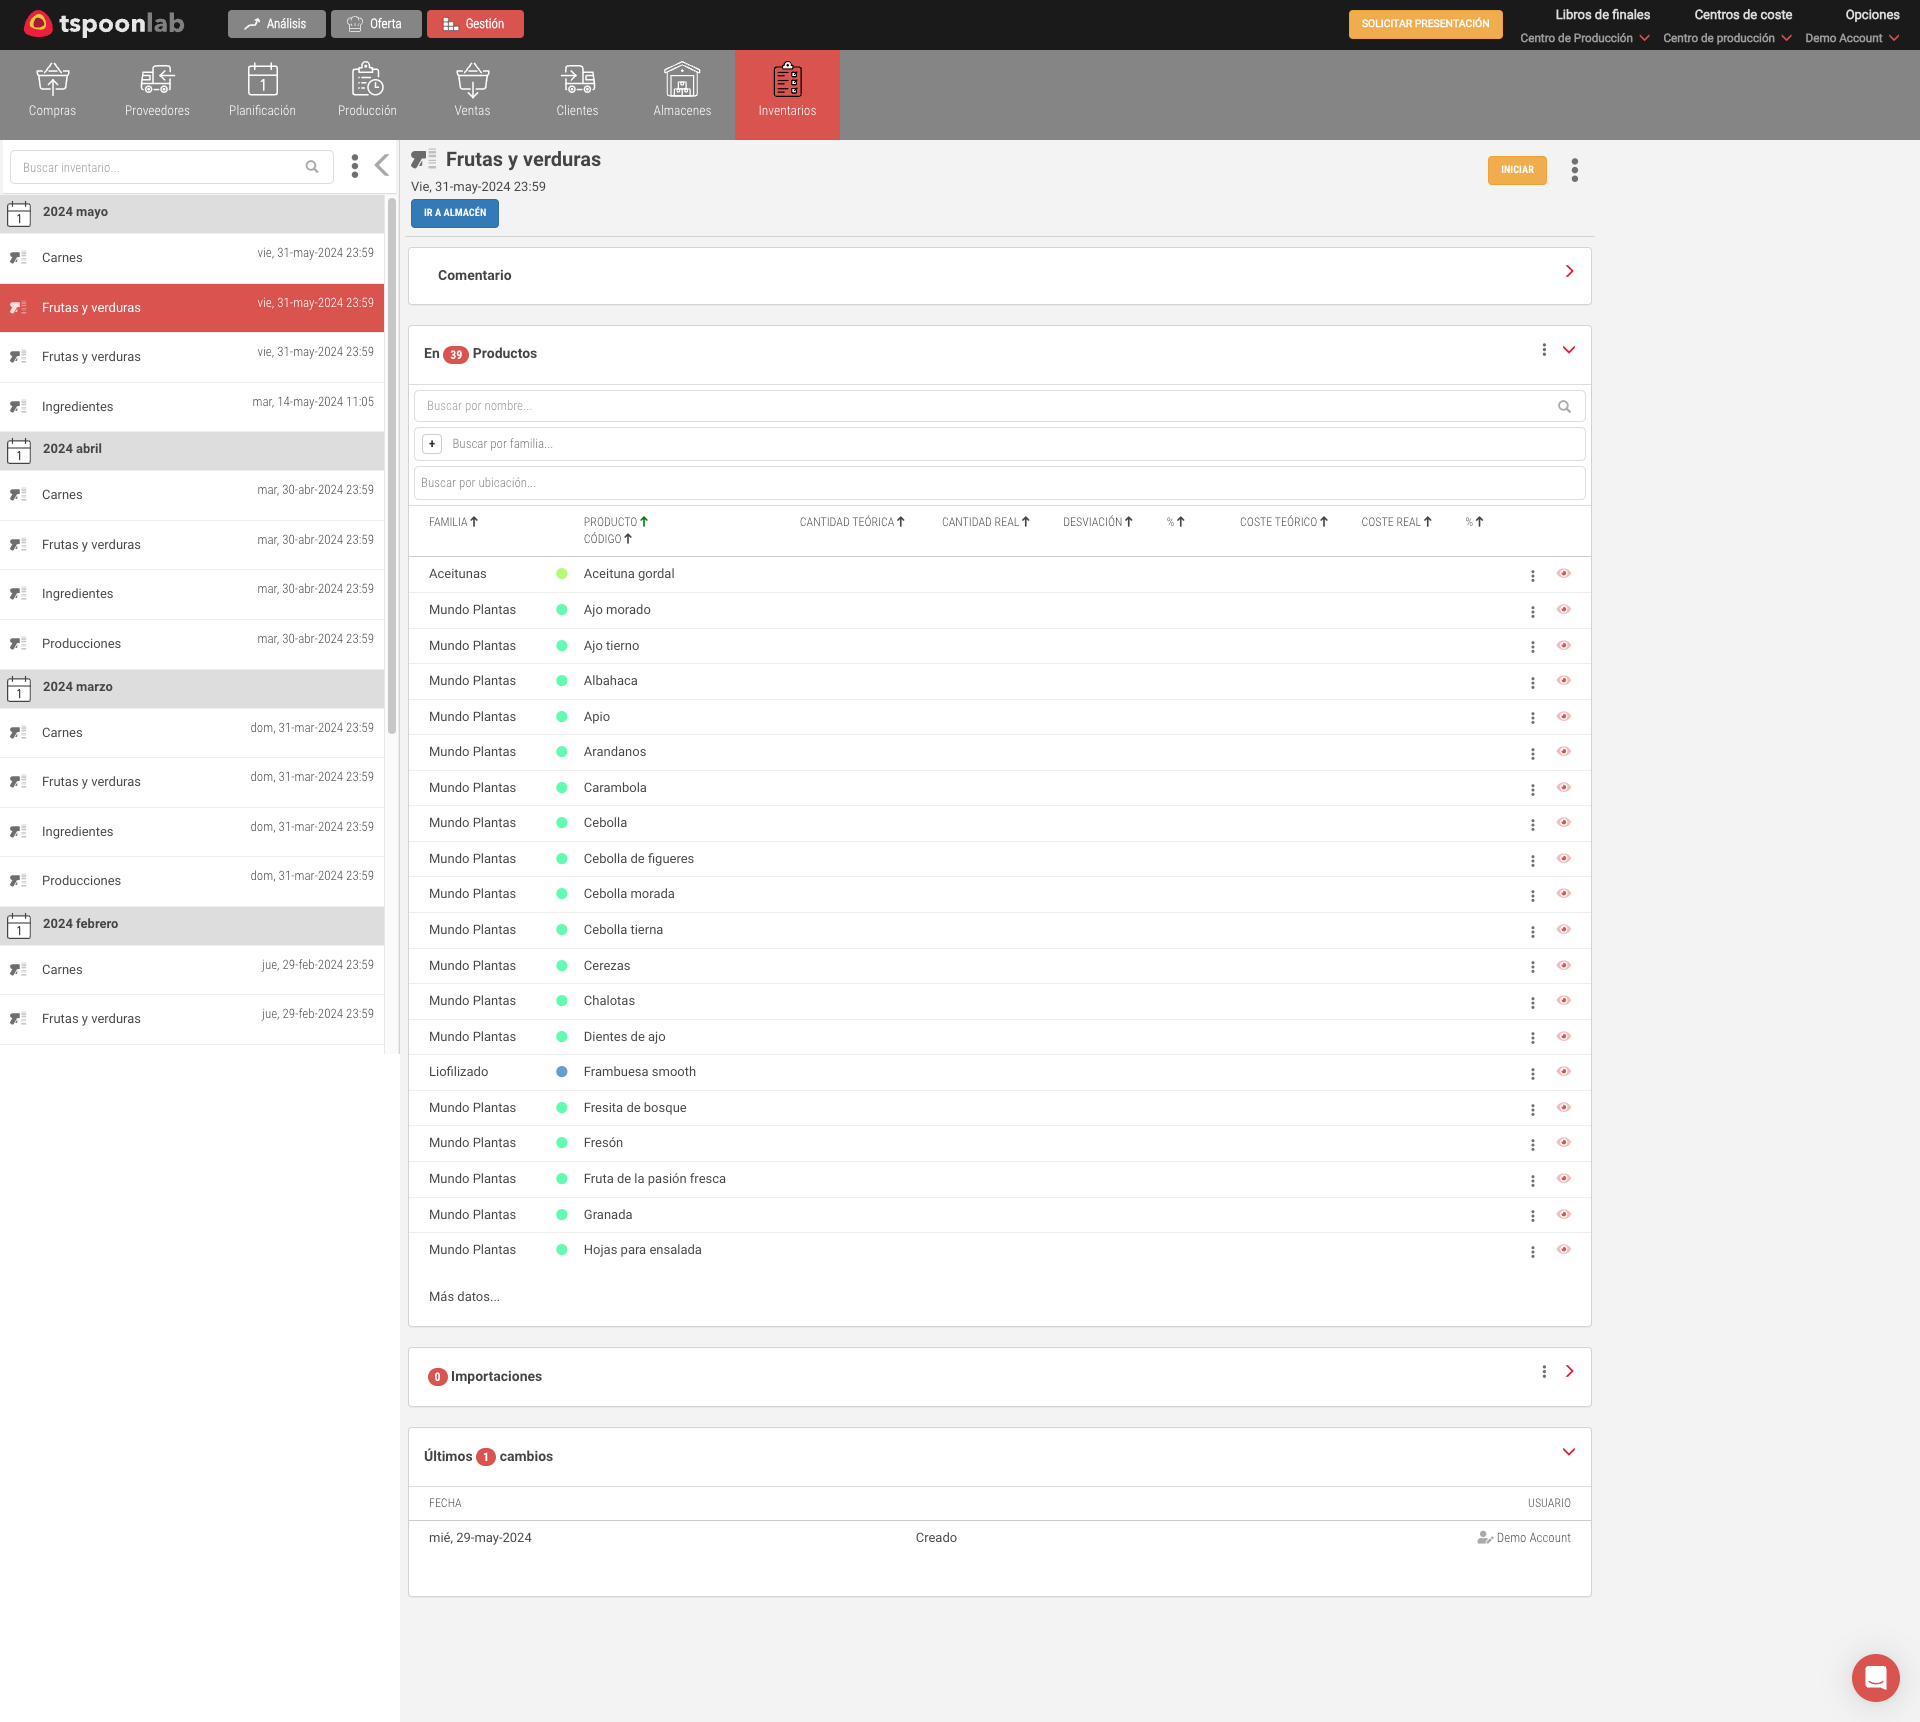 tspoonlab
Análisis
Oferta
Gestión
SOLICITAR PRESENTACIÓN
Libros de finales
Centro de Producción
Centros de coste
Centro de producción
Opciones
Demo Account
Compras
Proveedores
1
Planificación
Producción
Ventas
Clientes
Almacenes
Inventarios
Buscar inventario...
1 2024 mayo
Carnes vie, 31-may-2024 23:59
Frutas y verduras vie, 31-may-2024 23:59
Frutas y verduras vie, 31-may-2024 23:59
Ingredientes mar, 14-may-2024 11:05
1 2024 abril
Carnes mar, 30-abr-2024 23:59
Frutas y verduras mar, 30-abr-2024 23:59
Ingredientes mar, 30-abr-2024 23:59
Producciones mar, 30-abr-2024 23:59
1 2024 marzo
Carnes dom, 31-mar-2024 23:59
Frutas y verduras dom, 31-mar-2024 23:59
Ingredientes dom, 31-mar-2024 23:59
Producciones dom, 31-mar-2024 23:59
1 2024 febrero
Carnes jue, 29-feb-2024 23:59
Frutas y verduras jue, 29-feb-2024 23:59
Frutas y verduras
Vie, 31-may-2024 23:59
IR A ALMACÉN
INICIAR
Comentario
En 39 Productos
Buscar por nombre...
+ Buscar por familia...
Buscar por ubicación...
FAMILIA PRODUCTO CANTIDAD TEÓRICA CANTIDAD REAL DESVIACIÓN % COSTE TEÓRICO COSTE REAL %
CÓDIGO
Aceitunas Aceituna gordal
Mundo Plantas Ajo morado
Mundo Plantas Ajo tierno
Mundo Plantas Albahaca
Mundo Plantas Apio
Mundo Plantas Arandanos
Mundo Plantas Carambola
Mundo Plantas Cebolla
Mundo Plantas Cebolla de figueres
Mundo Plantas Cebolla morada
Mundo Plantas Cebolla tierna
Mundo Plantas Cerezas
Mundo Plantas Chalotas
Mundo Plantas Dientes de ajo
Liofilizado Frambuesa smooth
Mundo Plantas Fresita de bosque
Mundo Plantas Fresón
Mundo Plantas Fruta de la pasión fresca
Mundo Plantas Granada
Mundo Plantas Hojas para ensalada
Más datos...
0 Importaciones
Últimos 1 cambios
FECHA USUARIO
mié, 29-may-2024 Creado Demo Account